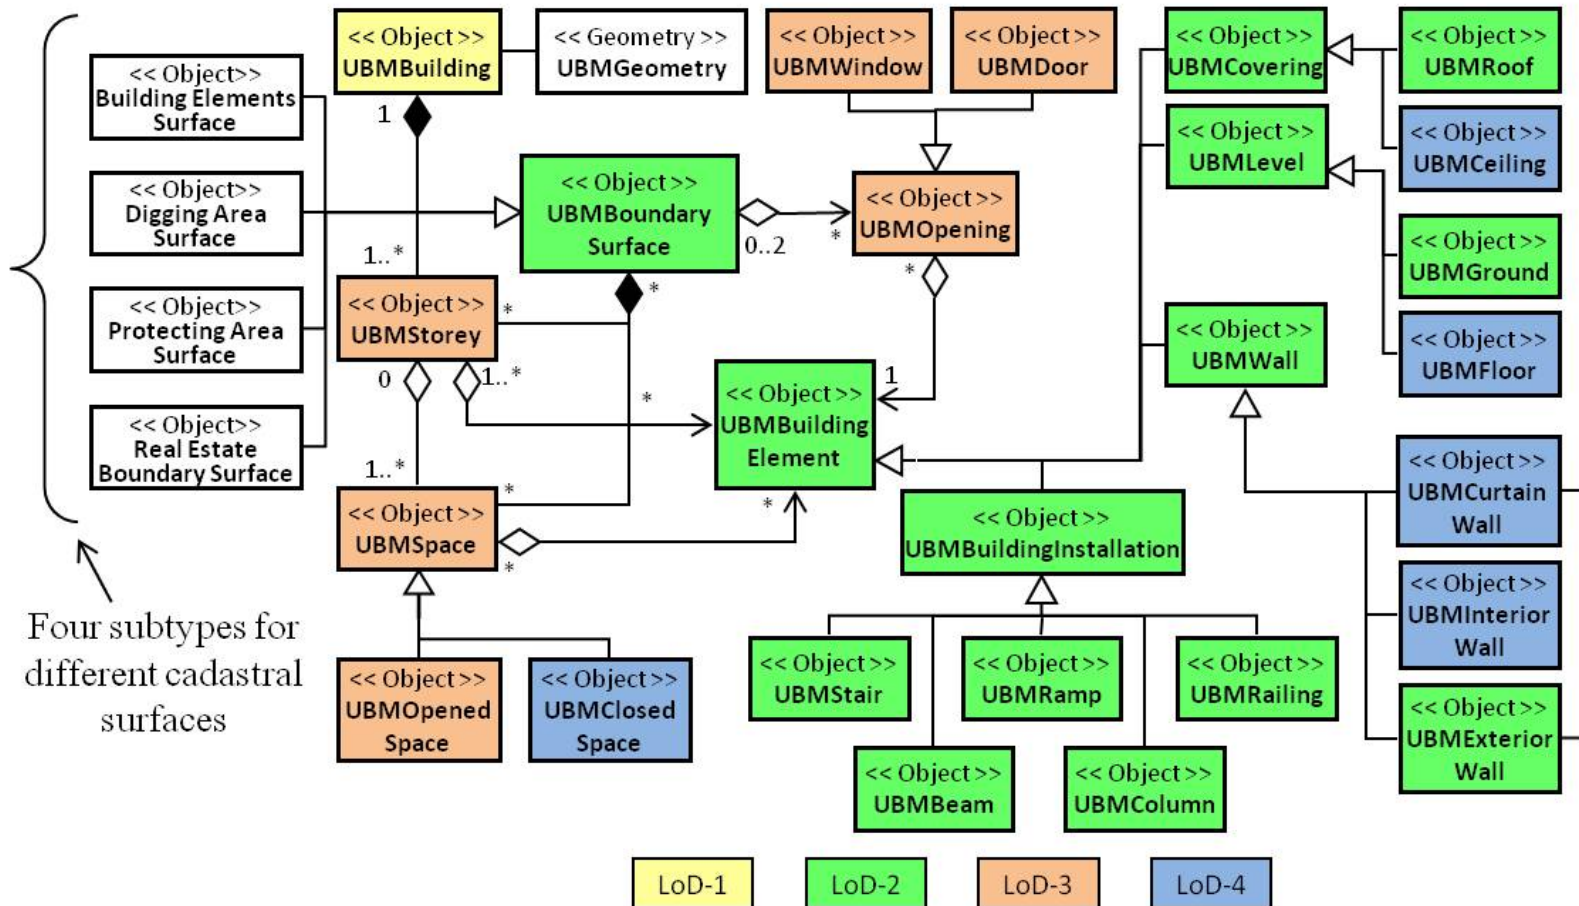 << Object >>
UBMBuilding
<< Geometry >>
UBMGeometry
<< Object >>
UBMWindow
<< Object >>
UBMDoor
<< Object >>
UBMCovering
<< Object >>
UBMRoof
<< Object>>
Building Elements
Surface
<< Object>>
Digging Area
Surface
<< Object>>
Protecting Area
Surface
<< Object>>
Real Estate
Boundary Surface
1
1..*
<< Object >>
UBMBoundary
Surface
0..2
*
<< Object >>
UBMOpening
*
*
<< Object >>
UBMLevel
<< Object >>
UBMCeiling
<< Object >>
UBMGround
<< Object >>
UBMFloor
<< Object >>
UBMStorey
*
0
1..*
*
1
<< Object >>
UBMWall
<< Object >>
UBMBuilding
Element
*
1..*
*
<< Object >>
UBMSpace
*
<< Object >>
UBMBuildingInstallation
<< Object >>
UBMCurtain
Wall
<< Object >>
UBMInterior
Wall
<< Object >>
UBMExterior
Wall
Four subtypes for
different cadastral
surfaces
<< Object >>
UBMOpened
Space
<< Object >>
UBMClosed
Space
<< Object >>
UBMStair
<< Object >>
UBMRamp
<< Object >>
UBMRailing
<< Object >>
UBMBeam
<< Object >>
UBMColumn
LoD-1
LoD-2
LoD-3
LoD-4